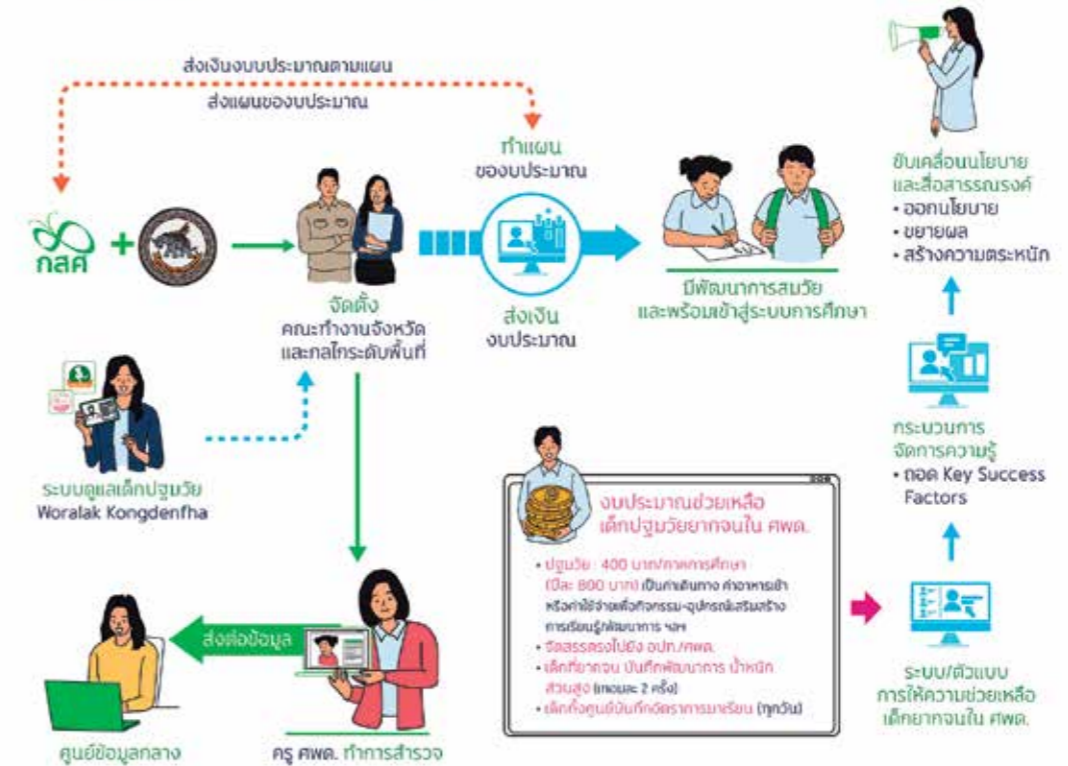 ส่งเงินงบบประมาณตามแผน
ส่งแผนของบประมาณ
กสศ
ทำแผน
ของบประมาณ
ส่งเงิน
งบประมาณ
จัดตั้ง
คณะทำงานจังหวัด
และกลไกระดับพื้นที่
มีพัฒนาการสมวัย
และพร้อมเข้าสู่ระบบการศึกษา
ขับเคลื่อนนโยบาย
และสื่อสารรณรงค์
• ออกนโยบาย
• ขยายผล
• สร้างความตระหนัก
ระบบดูแลเด็กปฐมวัย
Woralak Kongdenfha
กระบวนการ
จัดการความรู้
• ถอด Key Success
Factors
งบประมาณช่วยเหลือ
เด็กปฐมวัยยากจนใน ศพด.
• ปฐมวัย : 400 บาท/ภาคการศึกษา
(ปีละ 800 บาท) เป็นค่าเดินทาง ค่าอาหารเช้า
หรือค่าใช้จ่ายเพื่อกิจกรรม-อุปกรณ์เสริมสร้าง
การเรียนรู้/พัฒนาการ ฯลฯ
• จัดสรรตรงไปยัง อปท./ศพด.
• เด็กที่ยากจน บันทึกพัฒนาการ น้ำหนัก
ส่วนสูง (เทอมละ 2 ครั้ง)
• เด็กทั้งศูนย์บันทึกอัตราการมาเรียน (ทุกวัน)
ระบบ/ตัวแบบ
การให้ความช่วยเหลือ
เด็กยากจนใน ศพด.
ส่งต่อข้อมูล
ศูนย์ข้อมูลกลาง
ครู ศพด. ทำการสำรวจ